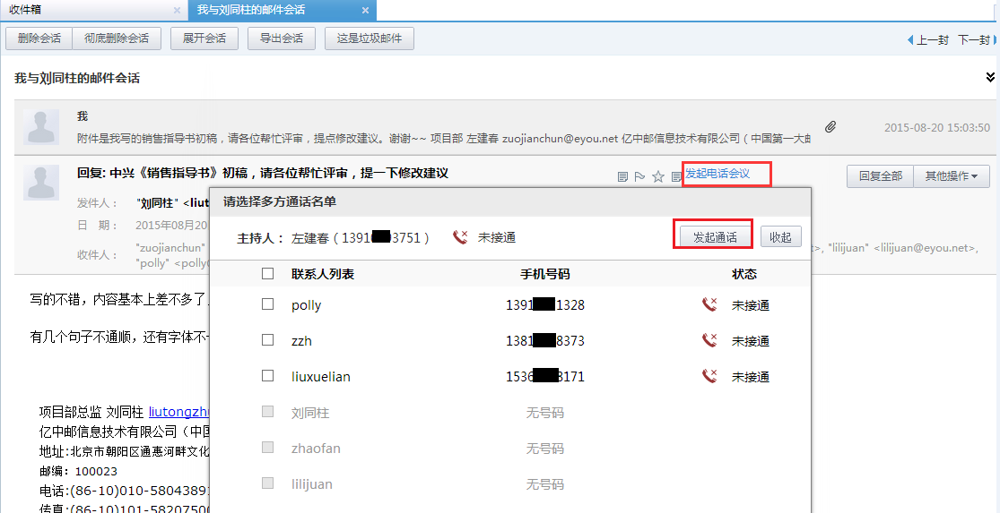 收件箱
我与刘同柱的邮件会话
删除会话 彻底删除会话 展开会话 导出会话 这是垃圾邮件 上一封 下一封
我与刘同柱的邮件会话
我
附件是我写的销售指导书初稿，请各位帮忙评审，提点修改建议。谢谢~~ 项目部 左建春 zuojianchun@eyou.net 亿中邮信息技术有限公司（中国第一大邮 2015-08-20 15:03:50
回复: 中兴《销售指导书》初稿，请各位帮忙评审，提一下修改建议 发起电话会议 回复全部 其他操作
发件人： "刘同柱" <liut
日 期： 2015年08月20
收件人： "zuojianchun" >, "lilijuan" <lilijuan@eyou.net>,
"polly" <polly
请选择多方通话名单
主持人： 左建春（1391 3751） 未接通 发起通话 收起
联系人列表 手机号码 状态
polly 1391 1328 未接通
zzh 1381 8373 未接通
liuxuelian 1536 8171 未接通
刘同柱 无号码
zhaofan 无号码
lilijuan 无号码
写的不错，内容基本上差不多了
有几个句子不通顺，还有字体不
项目部总监 刘同柱 liutongzhu
亿中邮信息技术有限公司（中国
地址:北京市朝阳区通惠河畔文化
邮编：100023
电话:(86-10)010-58043891
传真:(86-10)101-58207500